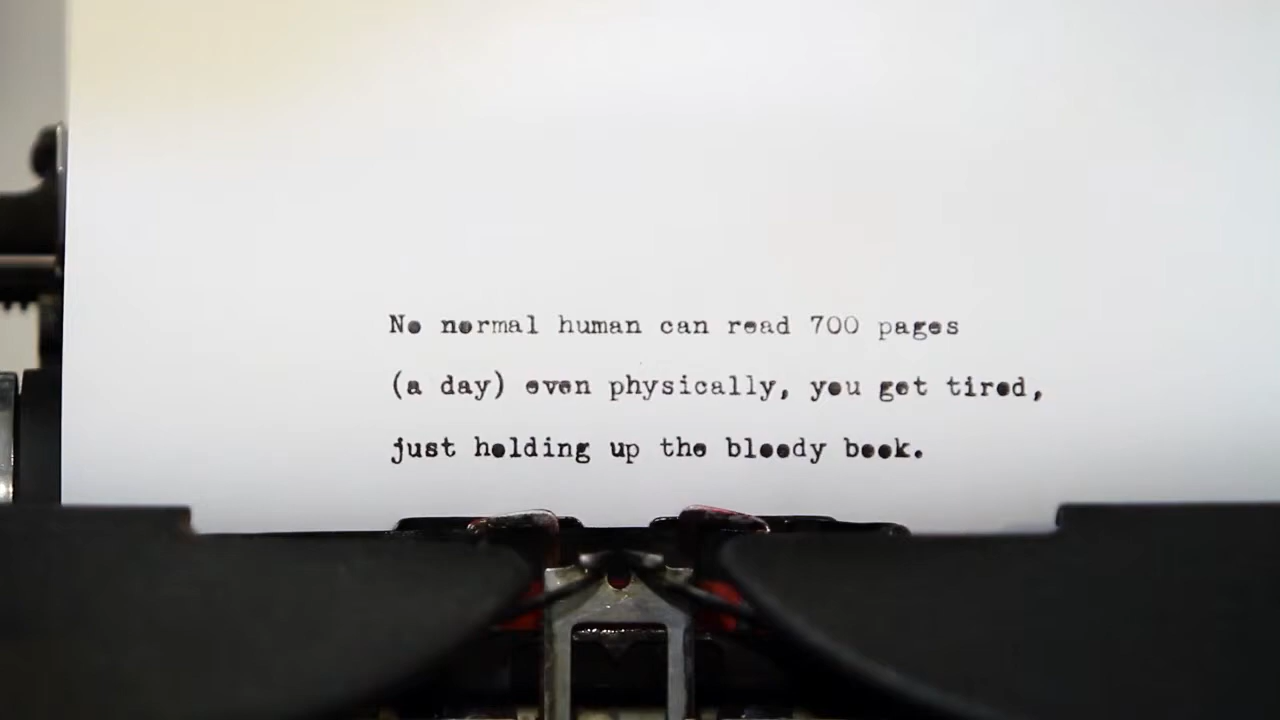 No normal human can read 700 pages
(a day) even physically, you get tired,
just holding up the bloody book.